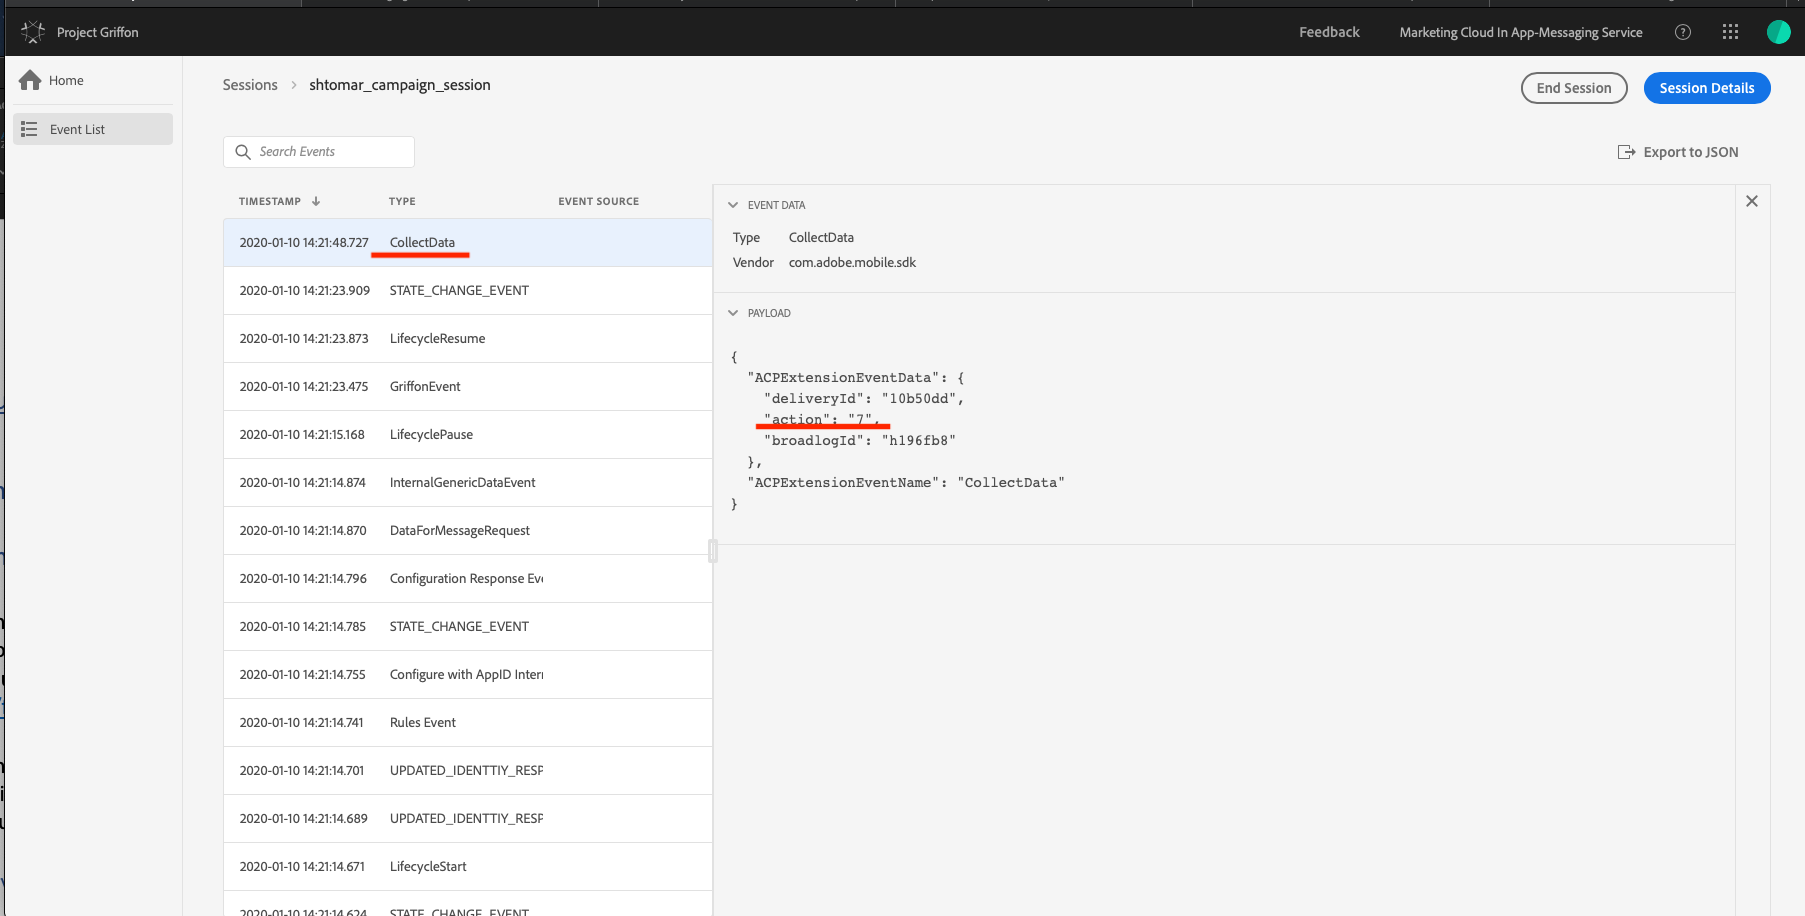 Project Griffon
Feedback
Marketing Cloud In App-Messaging Service
Home
Event List
Sessions > shtomar_campaign_session
End Session
Session Details
Search Events
Export to JSON
TIMESTAMP TYPE EVENT SOURCE
2020-01-10 14:21:48.727 CollectData
2020-01-10 14:21:23.909 STATE_CHANGE_EVENT
2020-01-10 14:21:23.873 LifecycleResume
2020-01-10 14:21:23.475 GriffonEvent
2020-01-10 14:21:15.168 LifecyclePause
2020-01-10 14:21:14.874 InternalGenericDataEvent
2020-01-10 14:21:14.870 DataForMessageRequest
2020-01-10 14:21:14.796 Configuration Response Eve
2020-01-10 14:21:14.785 STATE_CHANGE_EVENT
2020-01-10 14:21:14.755 Configure with AppID Inter
2020-01-10 14:21:14.741 Rules Event
2020-01-10 14:21:14.701 UPDATED_IDENTTIY_RESP
2020-01-10 14:21:14.689 UPDATED_IDENTTIY_RESP
2020-01-10 14:21:14.671 LifecycleStart
2020-01-10 14:21:14.624 STATE_CHANGE_EVENT
EVENT DATA
Type CollectData
Vendor com.adobe.mobile.sdk
PAYLOAD
{
"ACPExtensionEventData": {
"deliveryId": "10b50dd",
"action": "7",
"broadlogId": "h196fb8"
},
"ACPExtensionEventName": "CollectData"
}